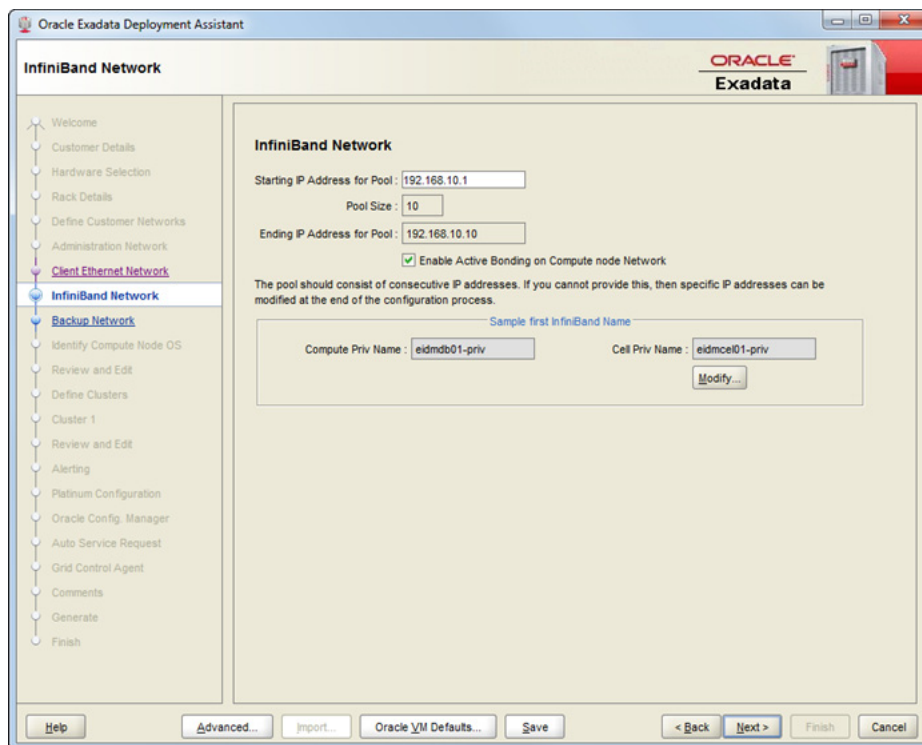 Oracle Exadata Deployment Assistant
InfiniBand Network
ORACLE
Exadata
Welcome
Customer Details
Hardware Selection
Rack Details
Define Customer Networks
Administration Network
Client Ethernet Network
InfiniBand Network
Backup Network
Identify Compute Node OS
Review and Edit
Define Clusters
Cluster 1
Review and Edit
Alerting
Platinum Configuration
Oracle Config. Manager
Auto Service Request
Grid Control Agent
Comments
Generate
Finish
InfiniBand Network
Starting IP Address for Pool : 192.168.10.1
Pool Size : 10
Ending IP Address for Pool : 192.168.10.10
Enable Active Bonding on Compute node Network
The pool should consist of consecutive IP addresses. If you cannot provide this, then specific IP addresses can be
modified at the end of the configuration process.
Sample first InfiniBand Name
Compute Priv Name : eidmdb01-priv Cell Priv Name : eidmcel01-priv
Modify...
Help Advanced... Import... Oracle VM Defaults... Save < Back Next > Finish Cancel